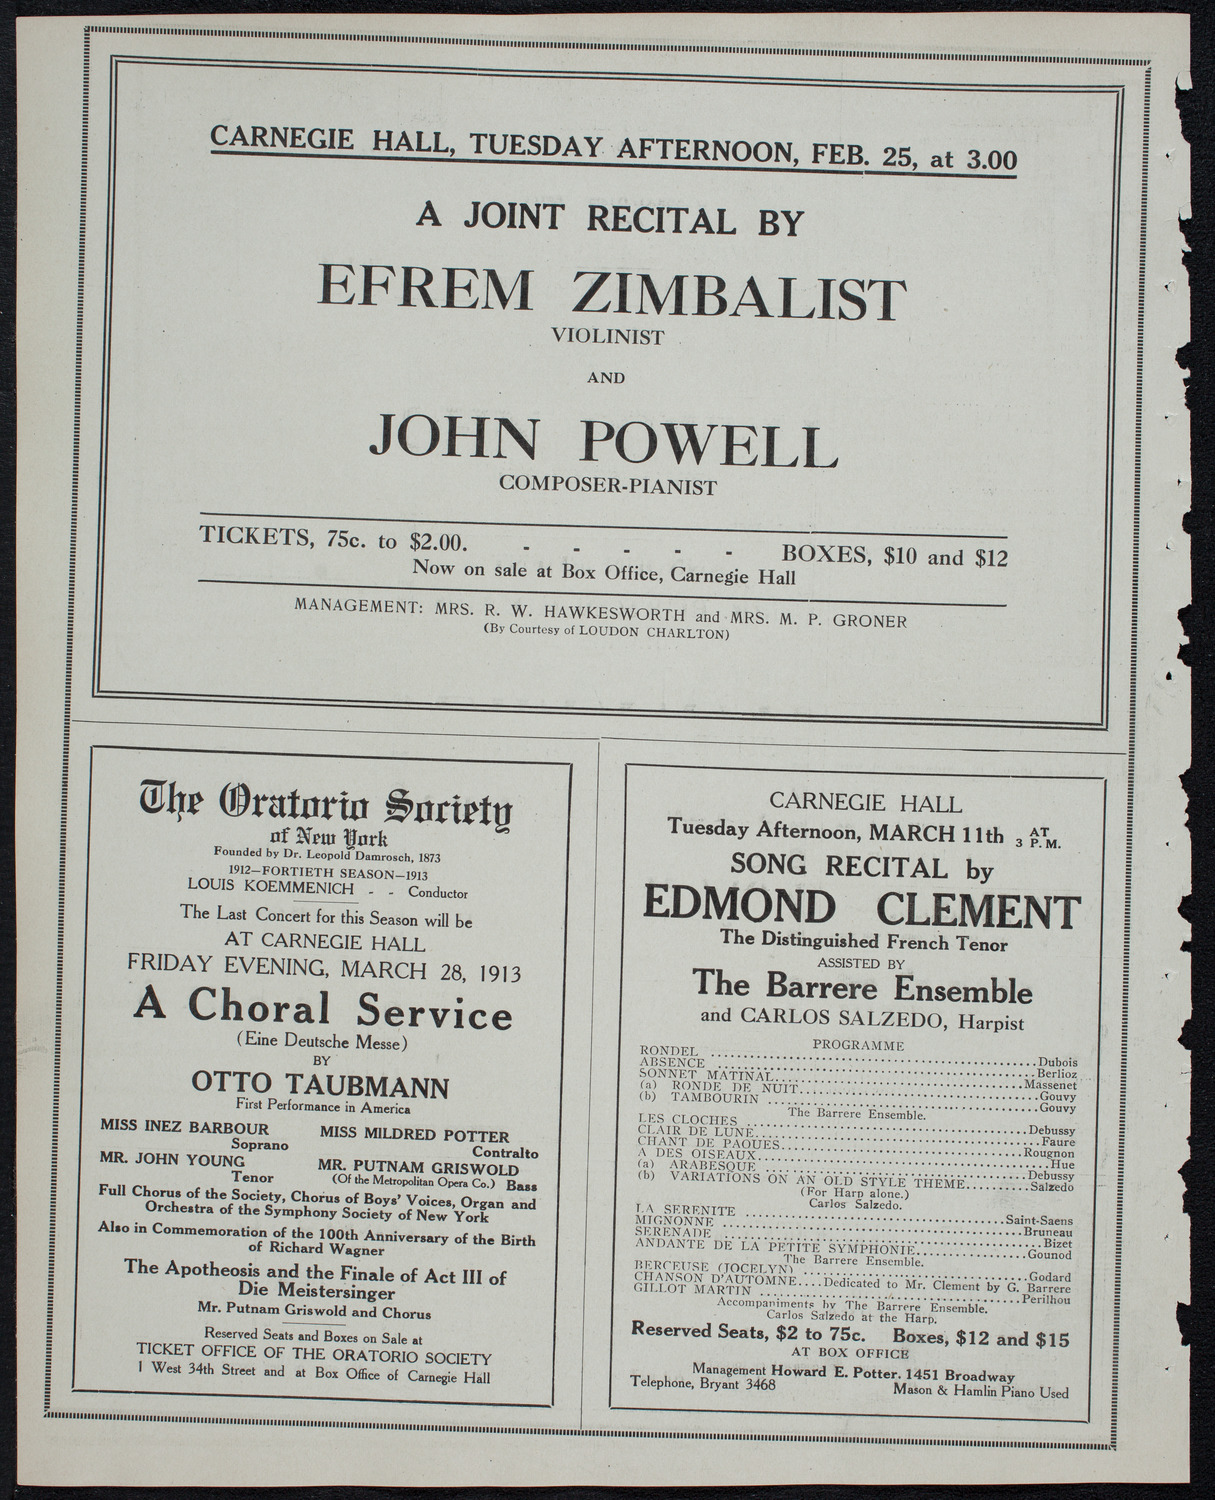 CARNEGIE HALL, TUESDAY AFTERNOON, FEB. 25, at 3.00
A JOINT RECITAL BY
EFREM ZIMBALIST
VIOLINIST
AND
JOHN POWELL
COMPOSER-PIANIST
TICKETS, 75c. to $2.00. - - - - - BOXES, $10 and $12
Now on sale at Box Office, Carnegie Hall
MANAGEMENT: MRS. R. W. HAWKESWORTH and MRS. M. P. GRONER
(By Courtesy of LOUDON CHARLTON)
The Oratorio Society
of New York
Founded by Dr. Leopold Damrosch, 1873
1912—FORTIETH SEASON—1913
LOUIS KOEMMENICH - - Conductor
The Last Concert for this Season will be
AT CARNEGIE HALL
FRIDAY EVENING, MARCH 28, 1913
A Choral Service
(Eine Deutsche Messe)
BY
OTTO TAUBMANN
First Performance in America
MISS INEZ BARBOUR MISS MILDRED POTTER
Soprano Contralto
MR. JOHN YOUNG MR. PUTNAM GRISWOLD
Tenor (Of the Metropolitan Opera Co.) Bass
Full Chorus of the Society, Chorus of Boys' Voices, Organ and
Orchestra of the Symphony Society of New York
Also in Commemoration of the 100th Anniversary of the Birth
of Richard Wagner
The Apotheosis and the Finale of Act III of
Die Meistersinger
Mr. Putnam Griswold and Chorus
Reserved Seats and Boxes on Sale at
TICKET OFFICE OF THE ORATORIO SOCIETY
1 West 34th Street and at Box Office of Carnegie Hall
CARNEGIE HALL
Tuesday Afternoon, MARCH 11th 3 AT P.M.
SONG RECITAL by
EDMOND CLEMENT
The Distinguished French Tenor
ASSISTED BY
The Barrere Ensemble
and CARLOS SALZEDO, Harpist
PROGRAMME
RONDEL ........ Dubois
ABSENCE ........ Berlioz
SONNET MATINAL ........ Massenet
(a) RONDE DE NUIT ........ Gouvy
(b) TAMBOURIN ........ Gouvy
The Barrere Ensemble.
LES CLOCHES ........ Debussy
CLAIR DE LUNE ........ Faure
CHANT DE PAQUES ........ Rougnon
A DES OISEAUX ........ Hue
(a) ARABESQUE ........ Debussy
(b) VARIATIONS ON AN OLD STYLE THEME ........ Salzedo
(For Harp alone.)
Carlos Salzedo.
LA SERENITE ........ Saint-Saens
MIGNONNE ........ Bruneau
SERENADE ........ Bizet
ANDANTE DE LA PETITE SYMPHONIE ........ Gounod
The Barrere Ensemble.
BERCEUSE (JOCELYN) ........ Godard
CHANSON D'AUTOMNE....Dedicated to Mr. Clement by G. Barrere
GILLOT MARTIN ........ Perilhou
Accompaniments by The Barrere Ensemble.
Carlos Salzedo at the Harp.
Reserved Seats, $2 to 75c. Boxes, $12 and $15
AT BOX OFFICE
Management Howard E. Potter. 1451 Broadway
Telephone, Bryant 3468 Mason & Hamlin Piano Used